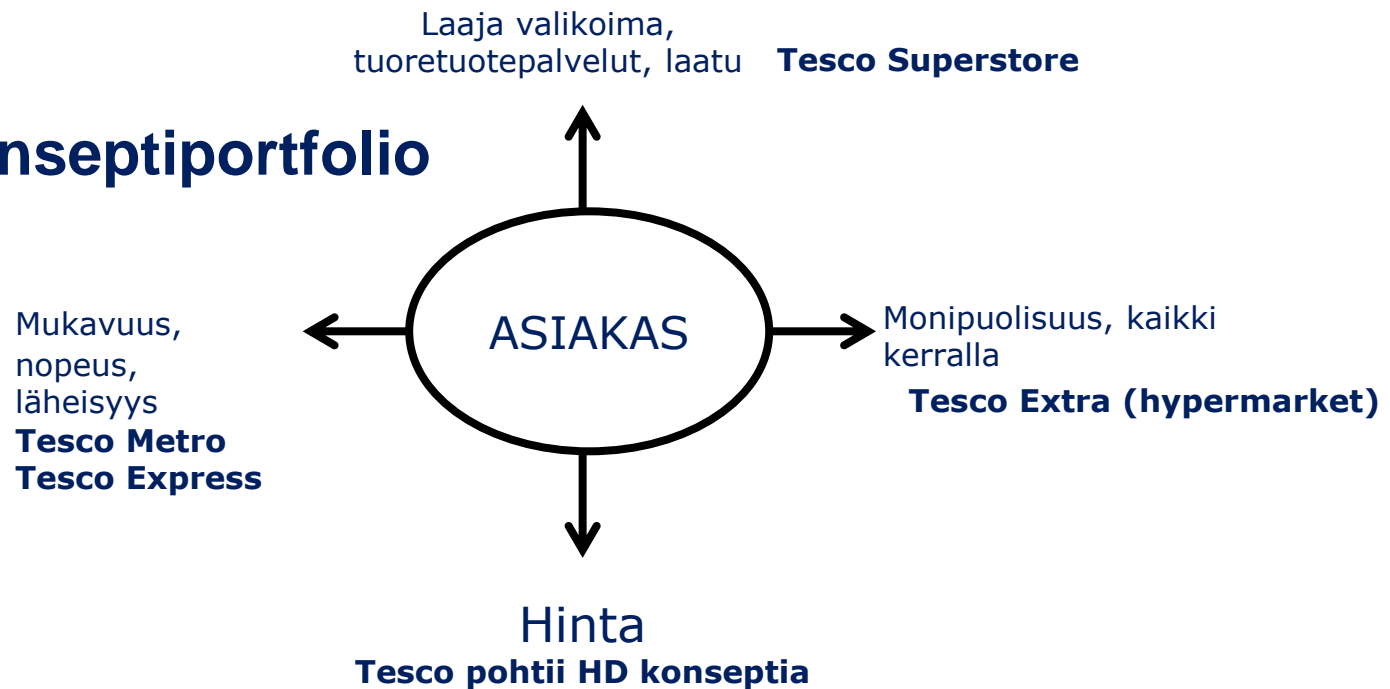 Laaja valikoima,
tuoretuotepalvelut, laatu Tesco Superstore
nseptiportfolio
Mukavuus,
nopeus,
läheisyys
Tesco Metro
Tesco Express
ASIAKAS
Monipuolisuus, kaikki
kerralla
Tesco Extra (hypermarket)
Hinta
Tesco pohtii HD konseptia